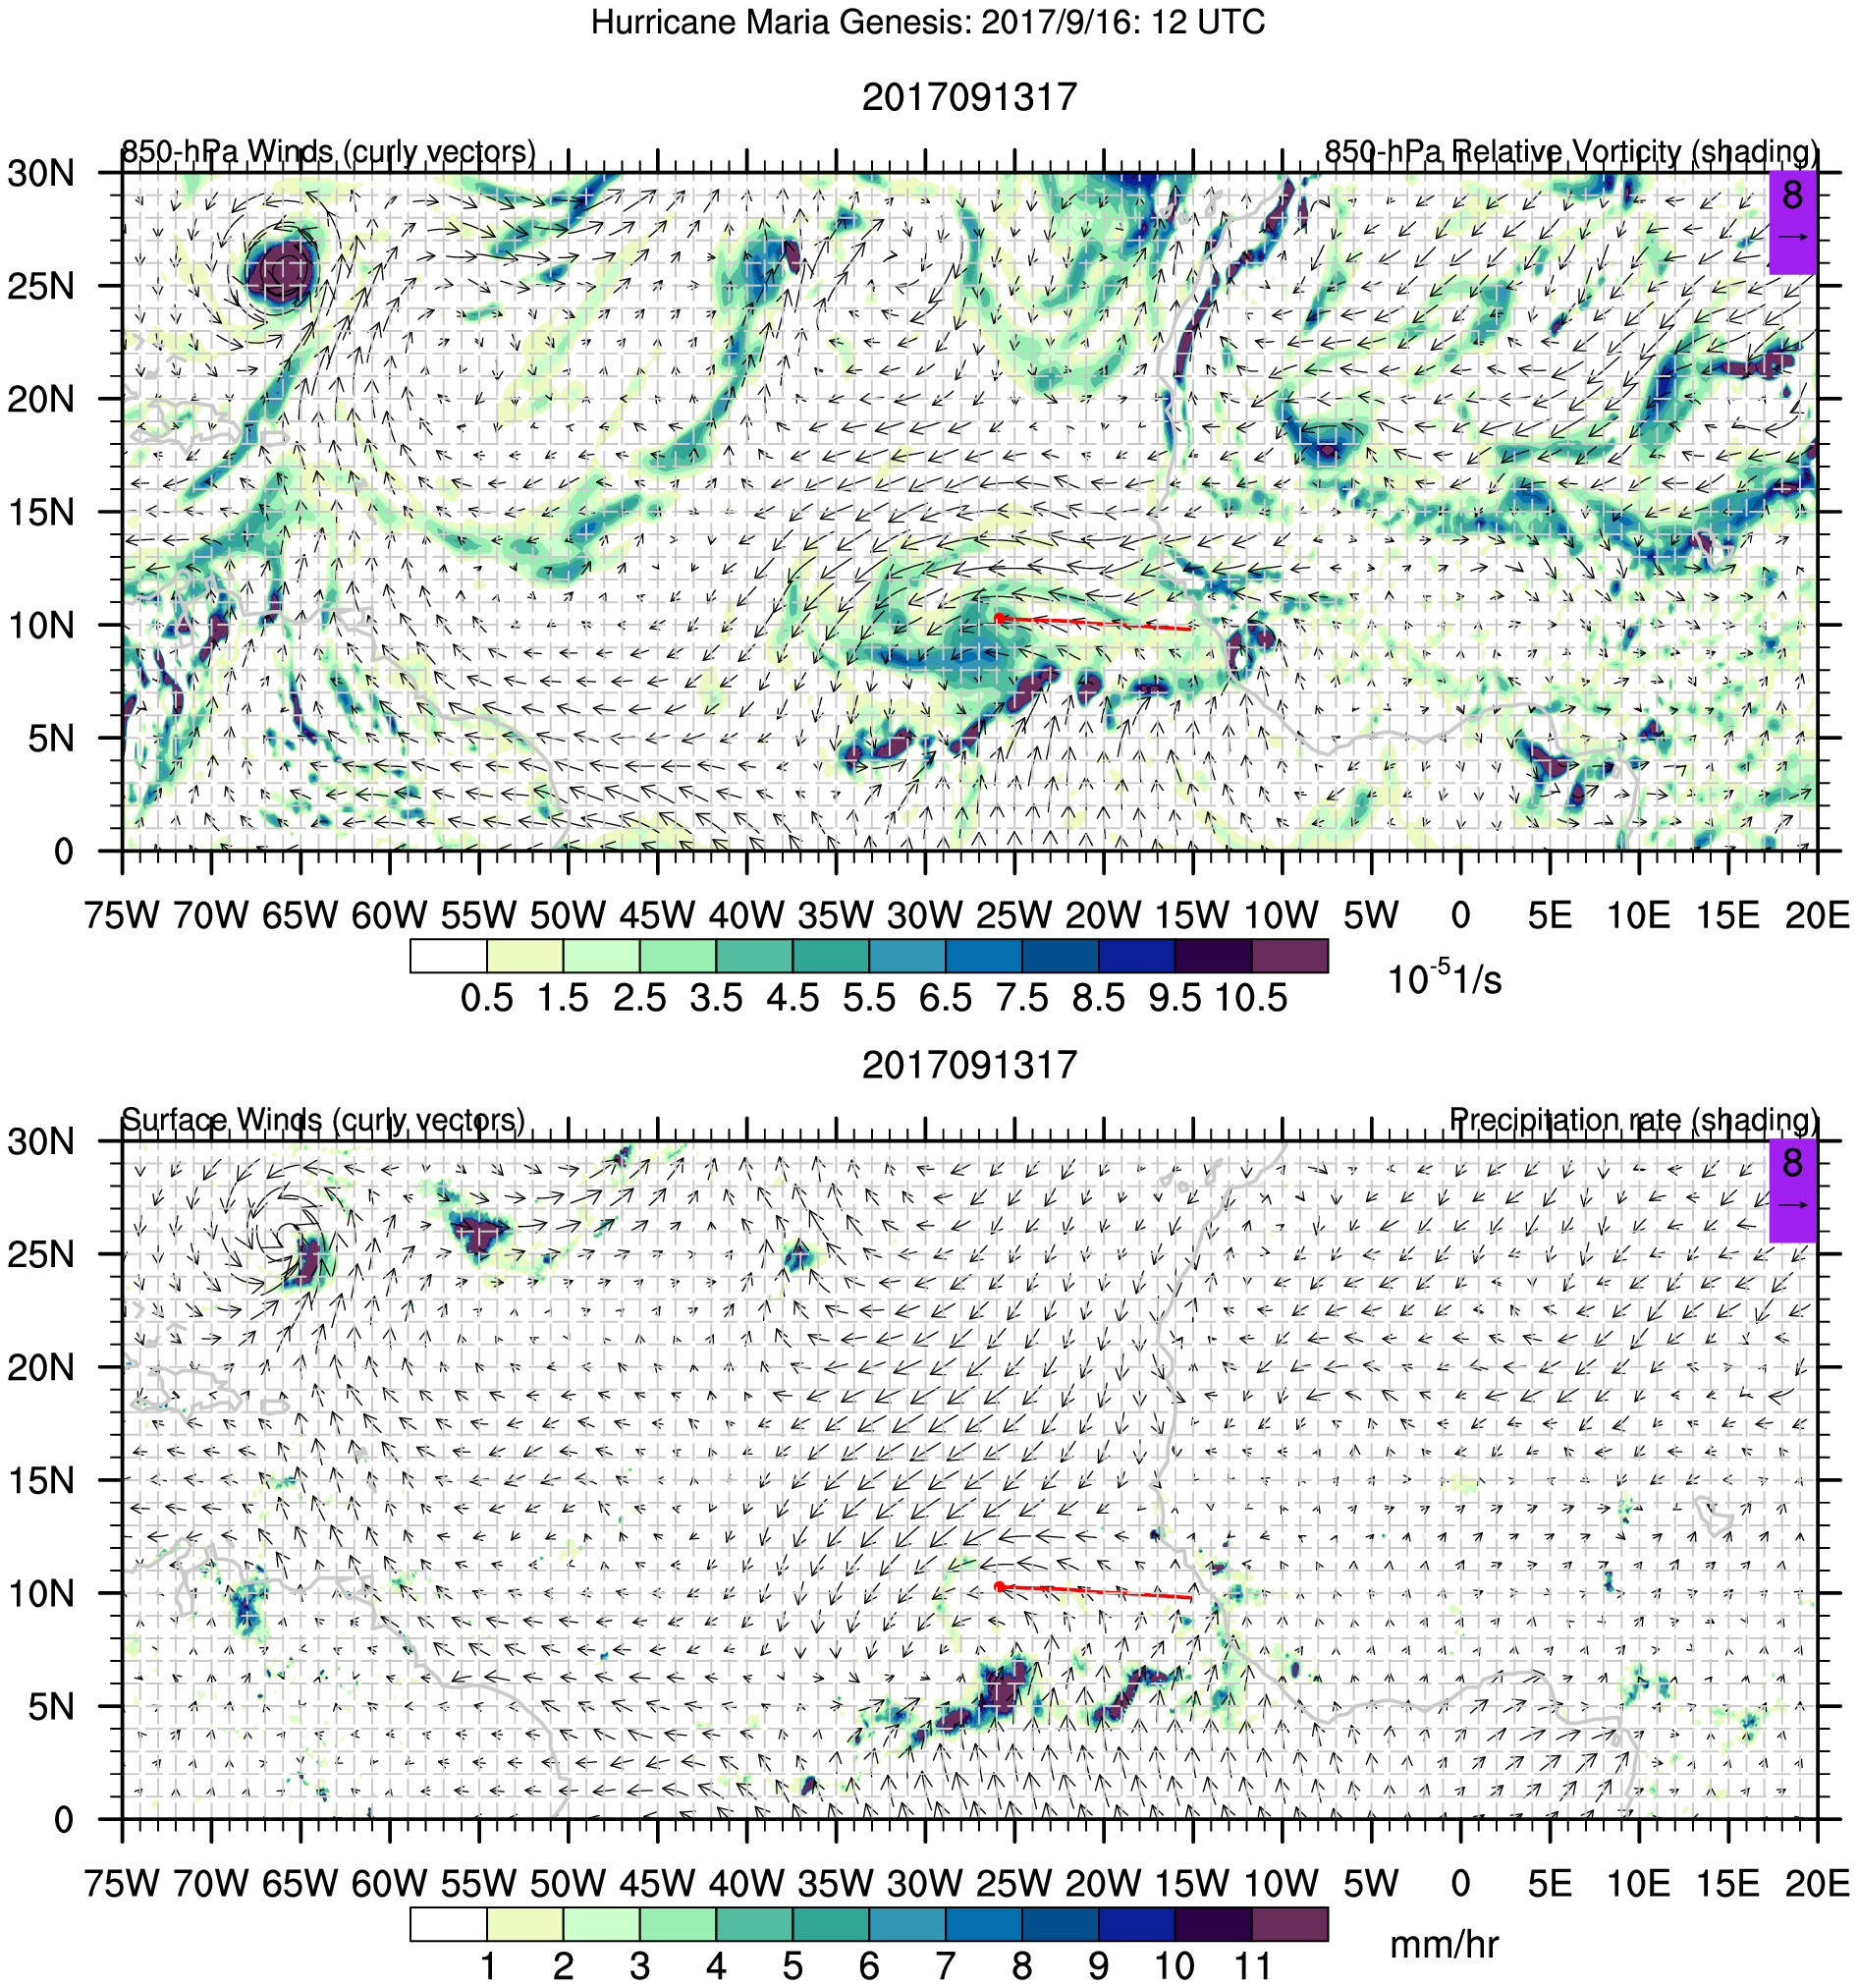 Hurricane Maria Genesis: 2017/9/16: 12 UTC
2017091317
850-hPa Winds (curly vectors) 850-hPa Relative Vorticity (shading)
8
30N
25N
20N
15N
10N
5N
0
75W 70W 65W 60W 55W 50W 45W 40W 35W 30W 25W 20W 15W 10W 5W 0 5E 10E 15E 20E
0.5 1.5 2.5 3.5 4.5 5.5 6.5 7.5 8.5 9.5 10.5
10-51/s
2017091317
Surface Winds (curly vectors) Precipitation rate (shading)
8
30N
25N
20N
15N
10N
5N
0
75W 70W 65W 60W 55W 50W 45W 40W 35W 30W 25W 20W 15W 10W 5W 0 5E 10E 15E 20E
1 2 3 4 5 6 7 8 9 10 11
mm/hr